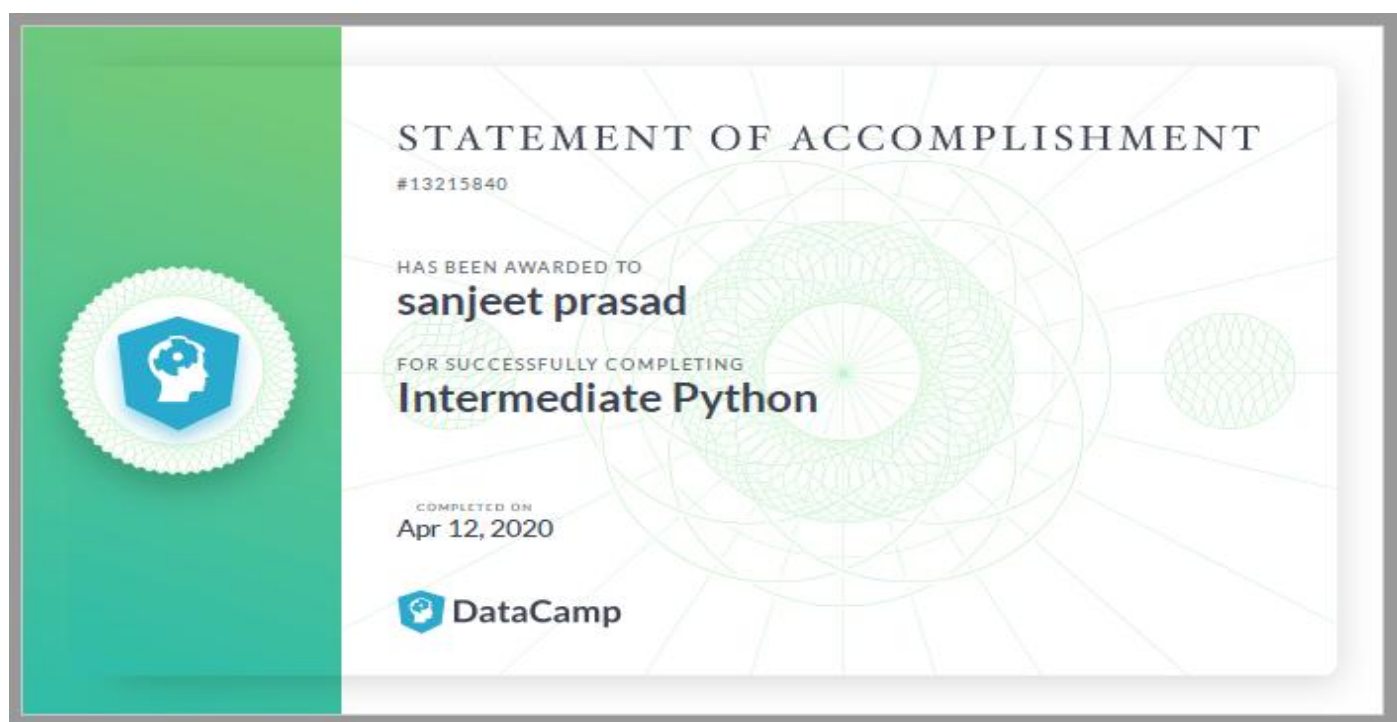 STATEMENT OF ACCOMPLISHMENT
#13215840
HAS BEEN AWARDED TO
sanjeet prasad
FOR SUCCESSFULLY COMPLETING
Intermediate Python
COMPLETED ON
Apr 12, 2020
DataCamp